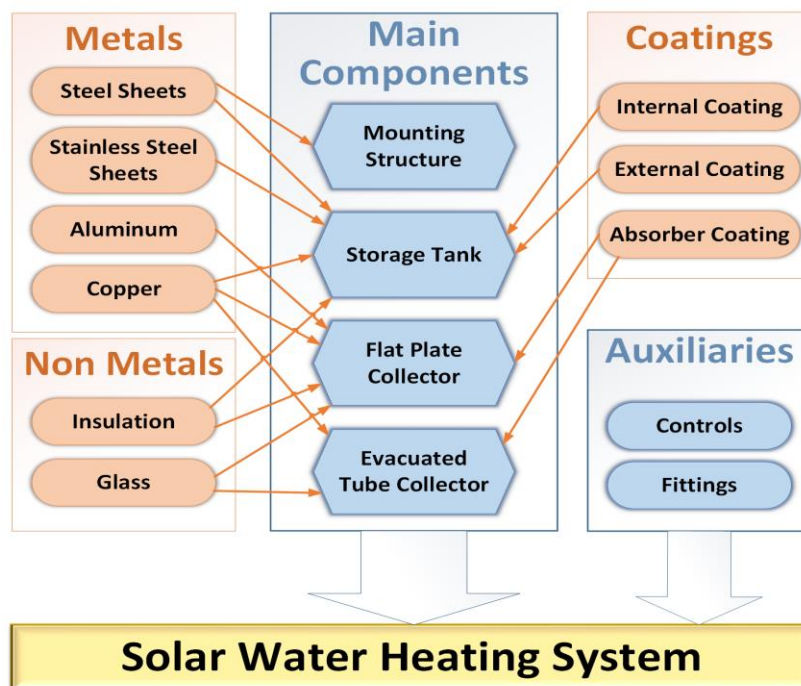 Metals
Steel Sheets
Stainless Steel
Sheets
Aluminum
Copper
Non Metals
Insulation
Glass
Main
Components
Mounting
Structure
Storage Tank
Flat Plate
Collector
Evacuated
Tube Collector
Coatings
Internal Coating
External Coating
Absorber Coating
Auxiliaries
Controls
Fittings
Solar Water Heating System